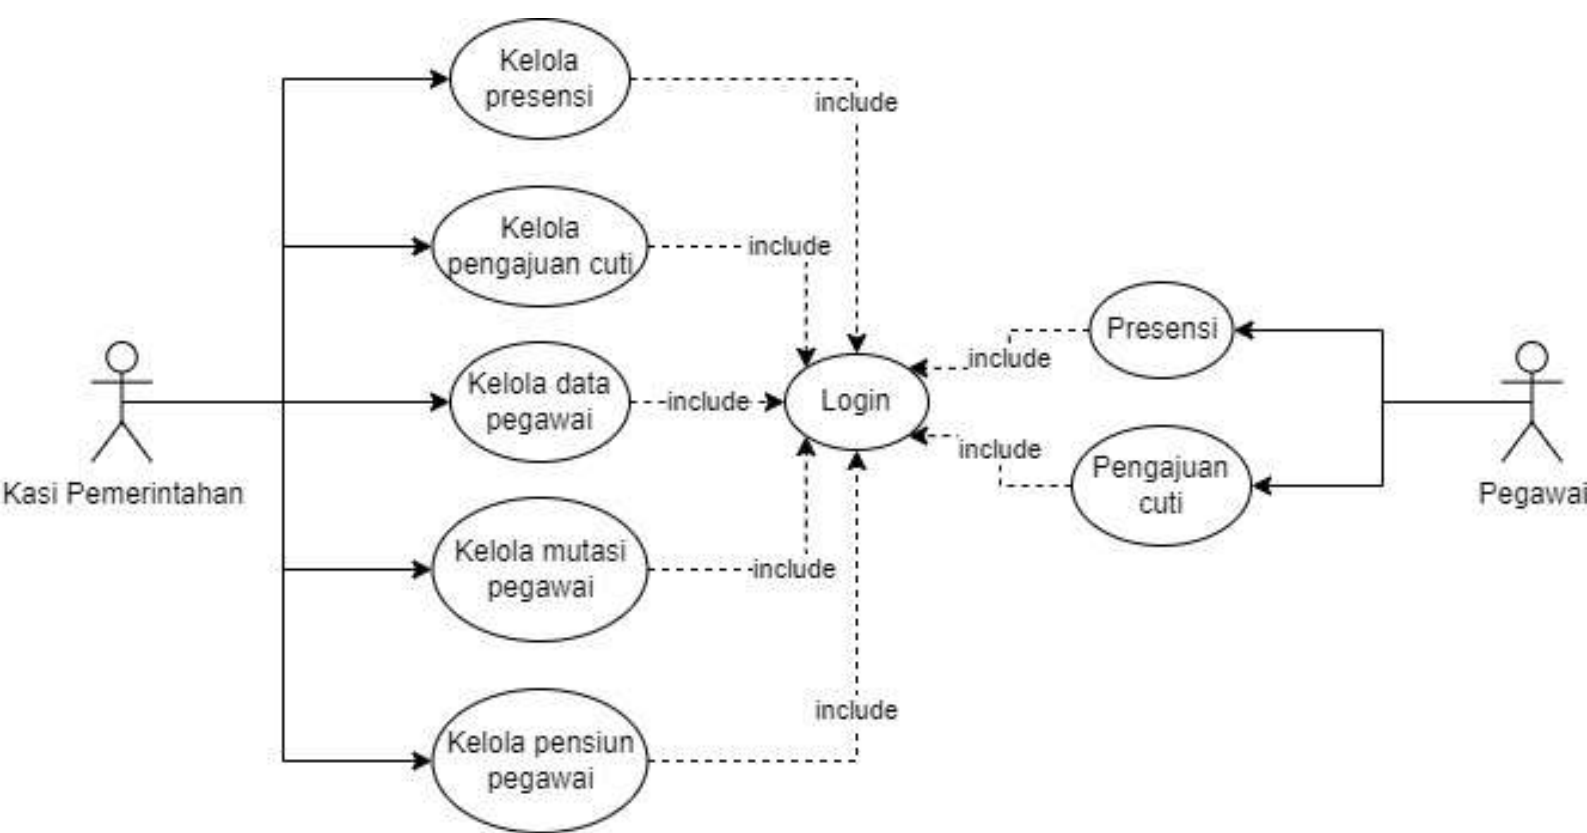 Kelola
presensi
include
Kelola
pengajuan cuti
include
Kelola data
pegawai
include
Login
Kelola mutasi
pegawai
include
Kelola pensiun
pegawai
include
Kasi Pemerintahan
Presensi
include
Pengajuan
cuti
include
Pegawai